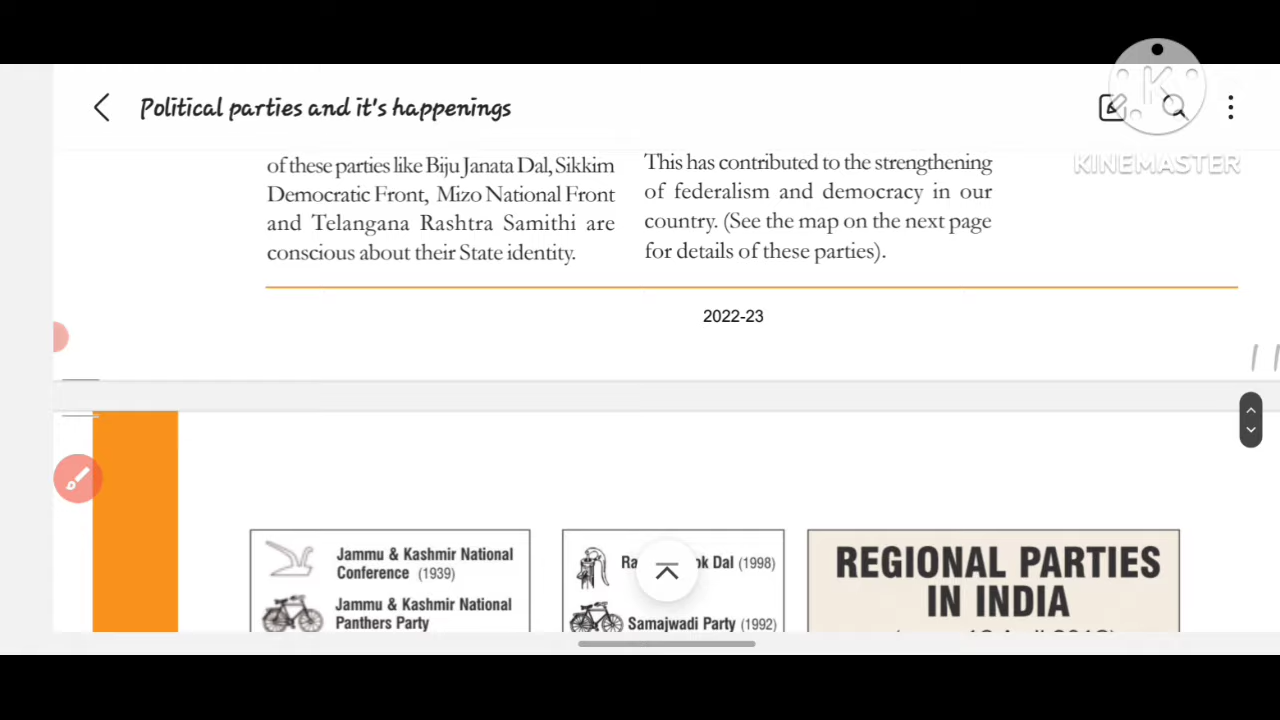 Political parties and it's happenings
KINEMASTER
of these parties like Biju Janata Dal, Sikkim
Democratic Front, Mizo National Front
and Telangana Rashtra Samithi are
conscious about their State identity.
This has contributed to the strengthening
of federalism and democracy in our
country. (See the map on the next page
for details of these parties).
2022-23
Jammu & Kashmir National
Conference (1939)
Jammu & Kashmir National
Panthers Party
Dal (1998)
Samajwadi Party (1992)
REGIONAL PARTIES
IN INDIA